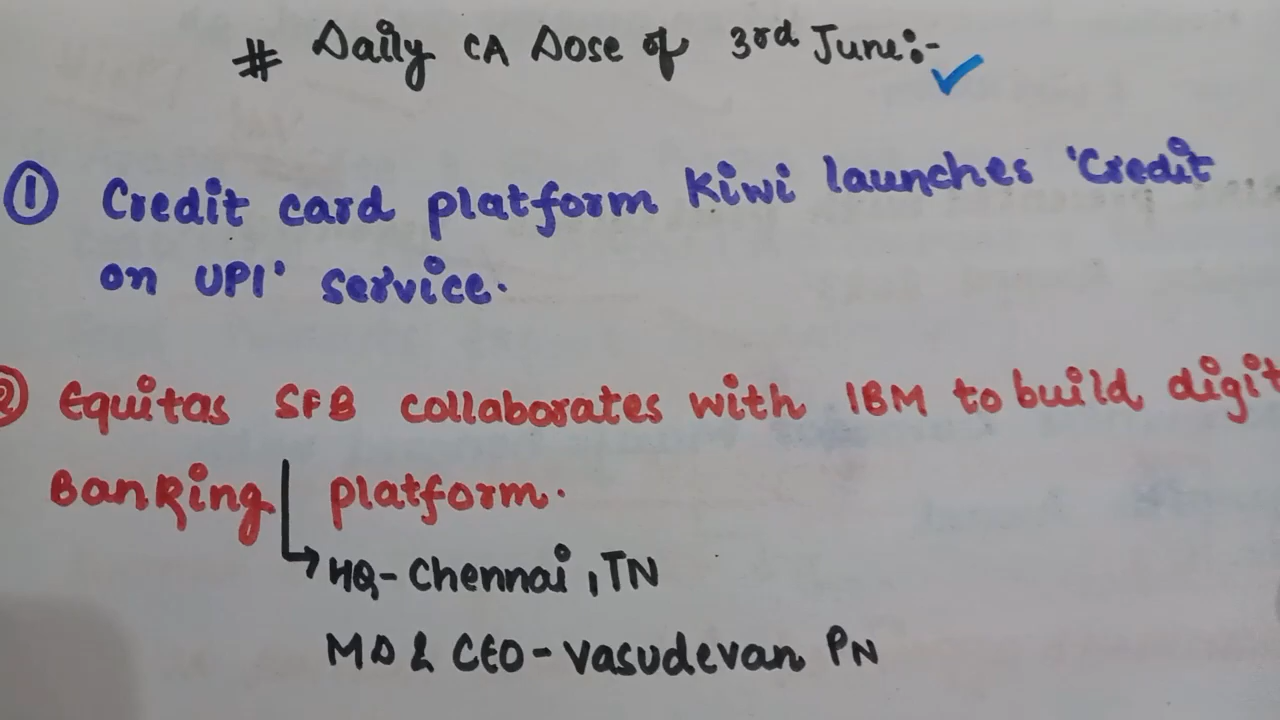 # Daily CA Dose of 3rd June:-
① Credit card platform Kiwi launches 'Credit
on UPI' service.
② Equitas SFB collaborates with IBM to build digit
Banking platform.
HQ- Chennai, TN
MD & CEO - Vasudevan PN